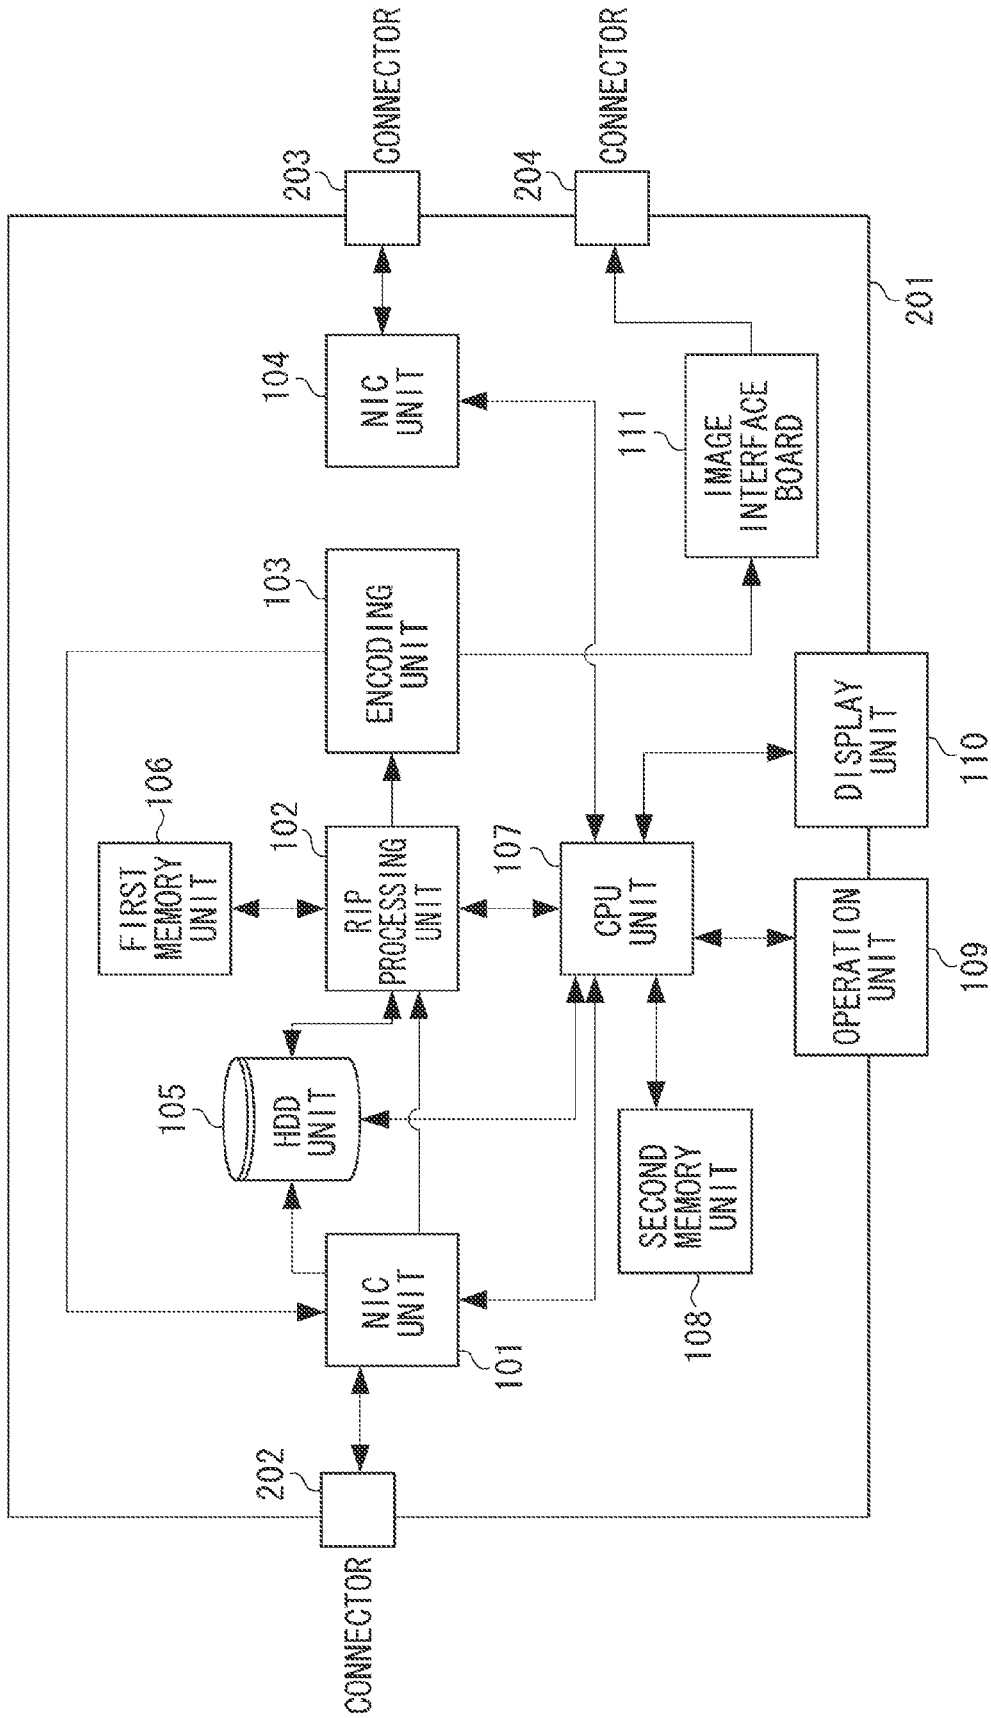 CONNECTOR
202
NIC
UNIT
101
105
HDD
UNIT
106
FIRST
MEMORY
UNIT
102
RIP
PROCESSING
UNIT
103
ENCODING
UNIT
104
NIC
UNIT
203
CONNECTOR
204
CONNECTOR
107
CPU
UNIT
SECOND
MEMORY
UNIT
108
OPERATION
UNIT
109
DISPLAY
UNIT
110
111
IMAGE
INTERFACE
BOARD
201